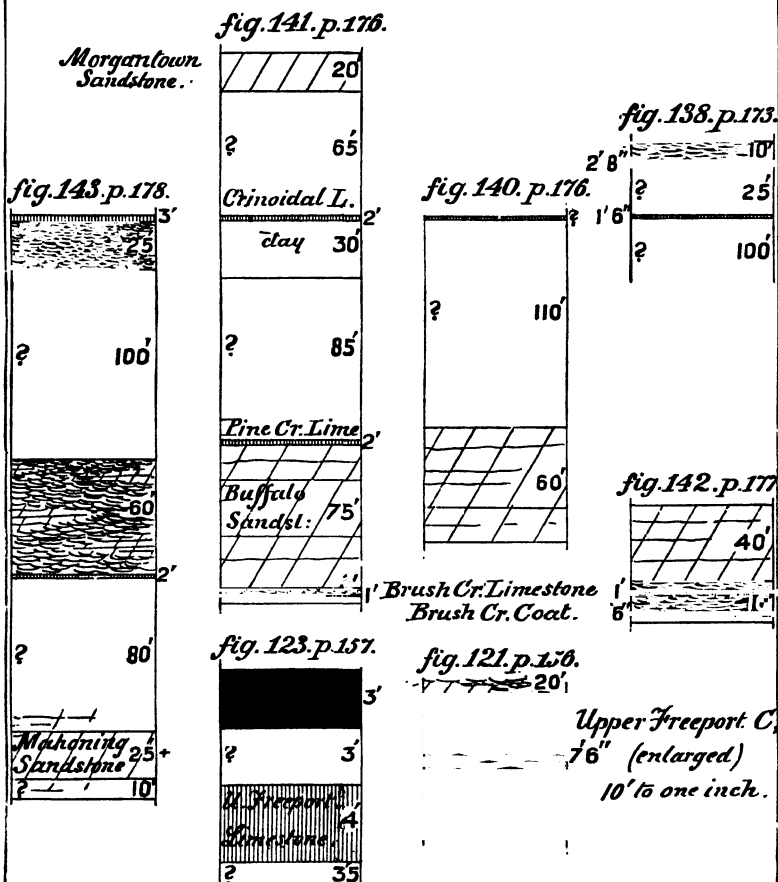 fig. 141. p. 176.
Morgantown
Sandstone.
20'
? 65'
Crinoidal L.
2'
clay 30'
? 85'
Pine Cr. Lime
2'
Buffalo
Sandst: 75'
1' Brush Cr. Limestone
Brush Cr. Coat.
fig. 138. p. 173.
10'
2' 8"
? 25'
1' 6"
? 100'
fig. 143. p. 178.
3'
25
? 100'
60'
2'
? 80'
Mahoning
Sandstone 25' +
? 10'
fig. 140. p. 176.
?
? 110'
60'
fig. 142. p. 177
40'
1'
6"
fig. 123. p. 157.
3'
? 3'
U. Freeport
Limestone. 4'
? 35
fig. 121. p. 156.
20'
7' 6"
Upper Freeport C.
(enlarged)
10' to one inch.